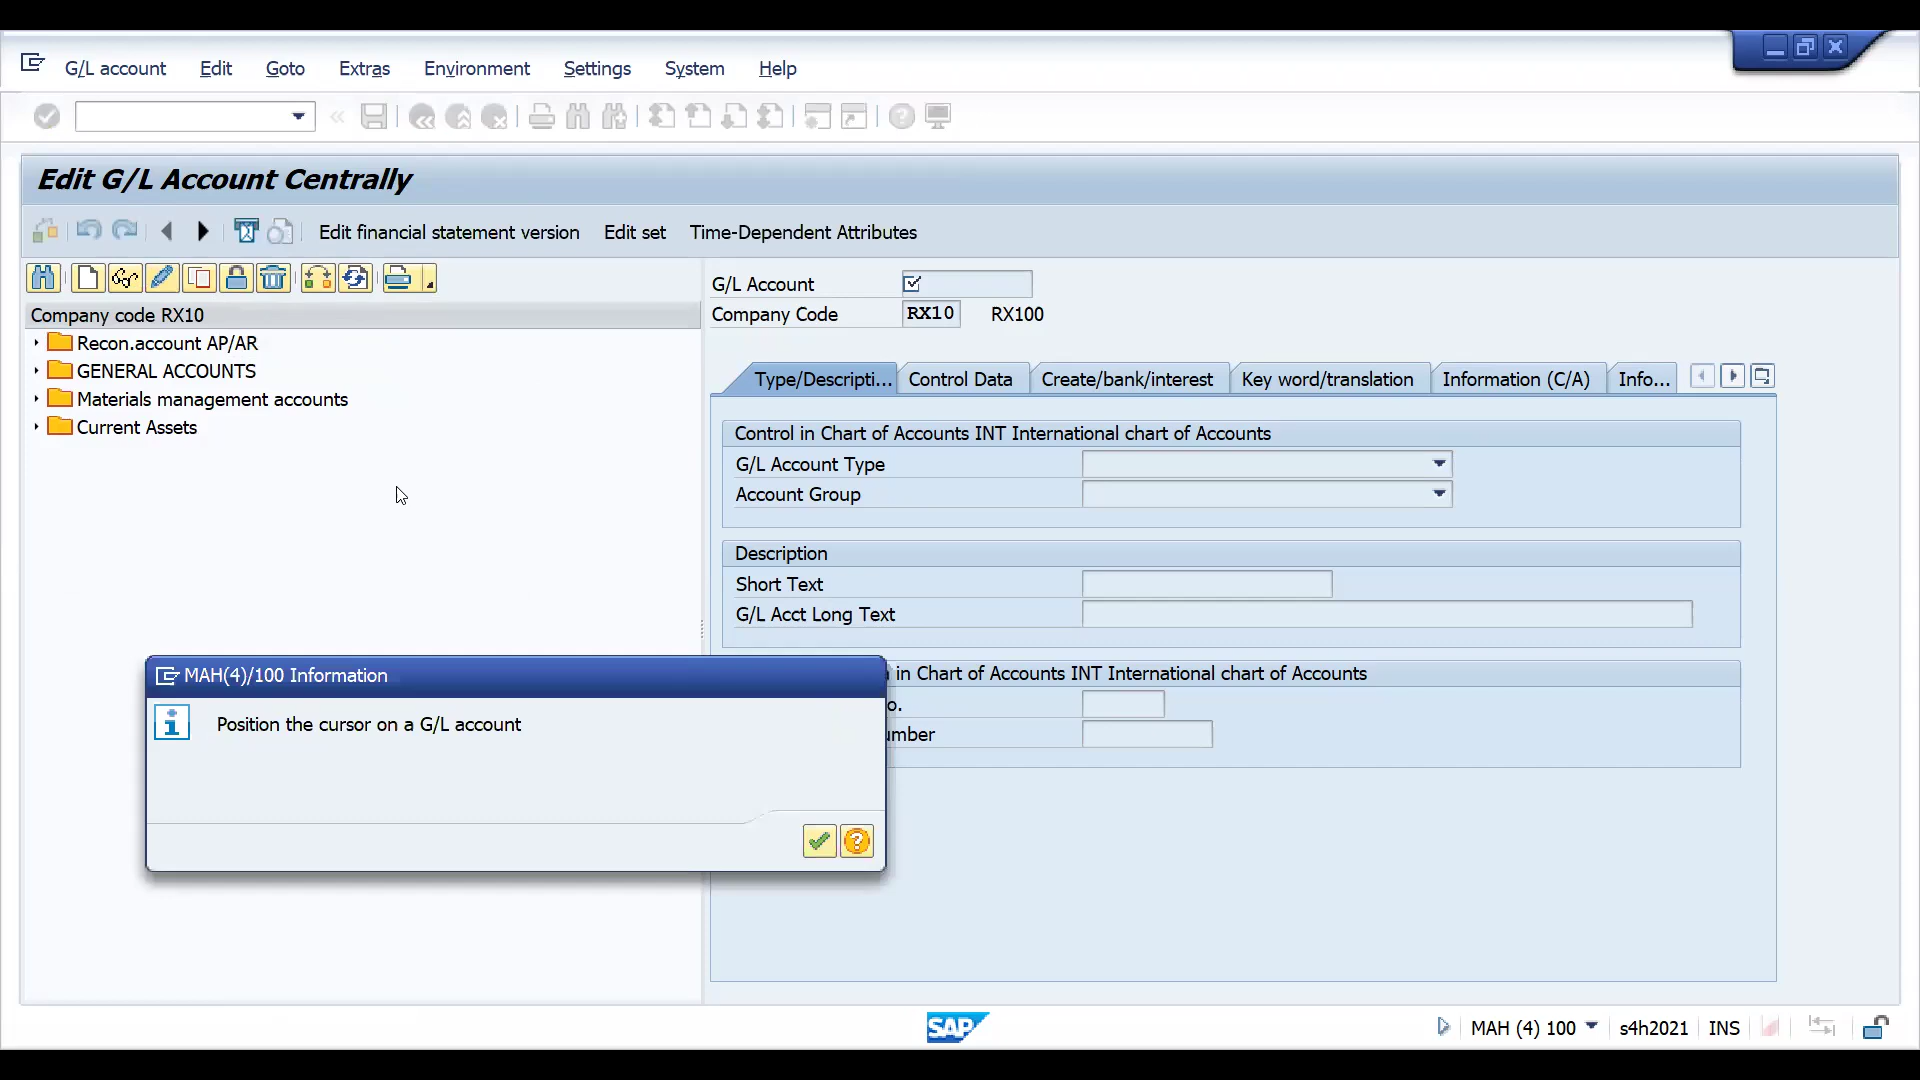 G/L account Edit Goto Extras Environment Settings System Help
Edit G/L Account Centrally
Edit financial statement version Edit set Time-Dependent Attributes
Company code RX10
Recon.account AP/AR
GENERAL ACCOUNTS
Materials management accounts
Current Assets
G/L Account
Company Code RX10 RX100
Type/Descripti... Control Data Create/bank/interest Key word/translation Information (C/A) Info...
Control in Chart of Accounts INT International chart of Accounts
G/L Account Type
Account Group
Description
Short Text
G/L Acct Long Text
in Chart of Accounts INT International chart of Accounts
o.
umber
MAH(4)/100 Information
Position the cursor on a G/L account
SAP MAH (4) 100 s4h2021 INS